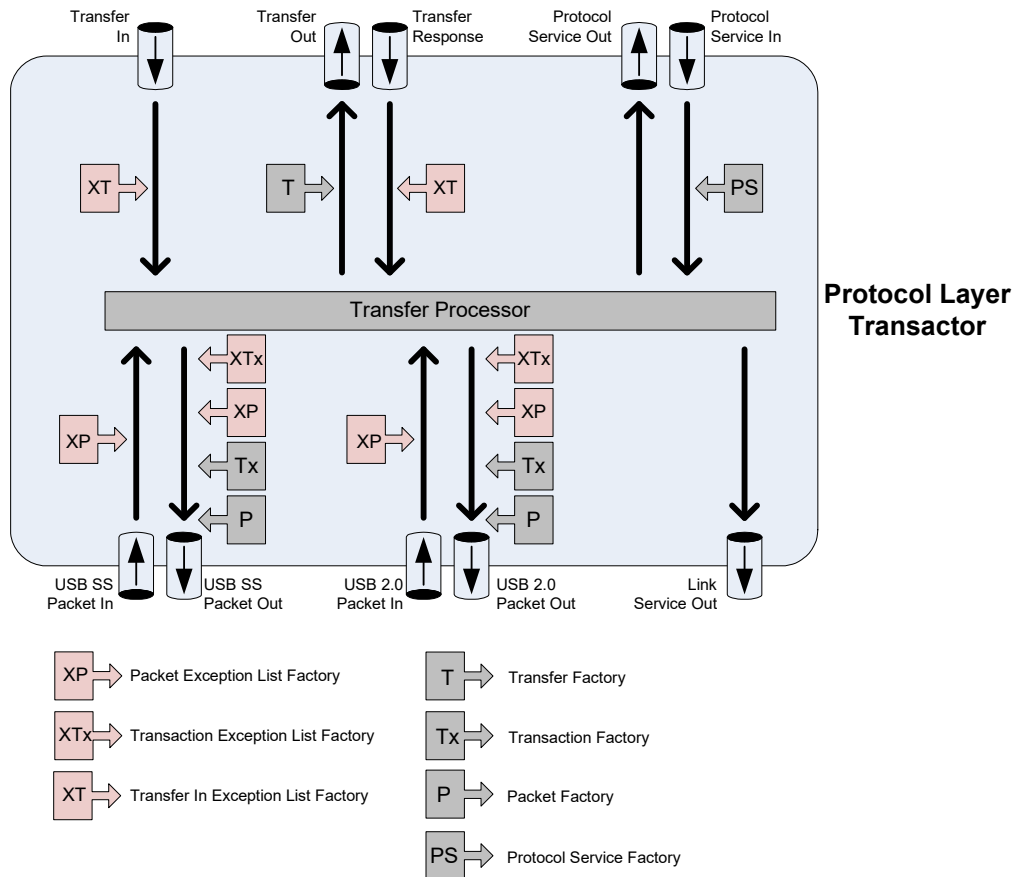 Transfer
In
Transfer
Out
Transfer
Response
Protocol
Service Out
Protocol
Service In
XT
T
XT
PS
Transfer Processor
Protocol Layer
Transactor
XTx
XP
XP
Tx
P
XTx
XP
XP
Tx
P
USB SS
Packet In
USB SS
Packet Out
USB 2.0
Packet In
USB 2.0
Packet Out
Link
Service Out
XP Packet Exception List Factory
XTx Transaction Exception List Factory
XT Transfer In Exception List Factory
T Transfer Factory
Tx Transaction Factory
P Packet Factory
PS Protocol Service Factory